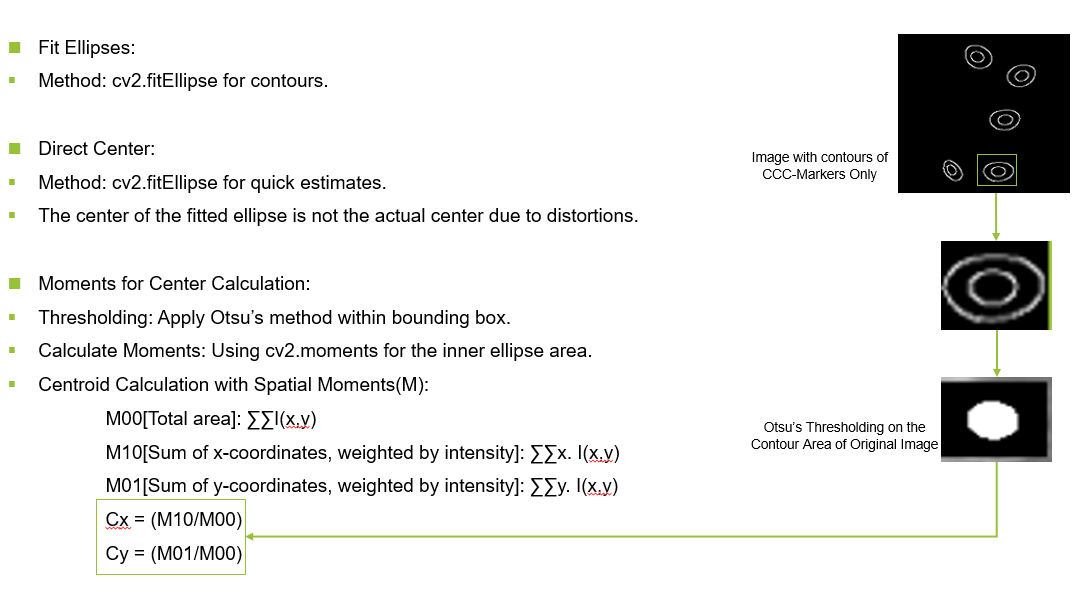 Fit Ellipses:
Method: cv2.fitEllipse for contours.
Direct Center:
Method: cv2.fitEllipse for quick estimates.
The center of the fitted ellipse is not the actual center due to distortions.
Moments for Center Calculation:
Thresholding: Apply Otsu’s method within bounding box.
Calculate Moments: Using cv2.moments for the inner ellipse area.
Centroid Calculation with Spatial Moments(M):
M00[Total area]: ∑∑I(x,y)
M10[Sum of x-coordinates, weighted by intensity]: ∑∑x. I(x,y)
M01[Sum of y-coordinates, weighted by intensity]: ∑∑y. I(x,y)
Cx = (M10/M00)
Cy = (M01/M00)
Image with contours of
CCC-Markers Only
Otsu’s Thresholding on the
Contour Area of Original Image